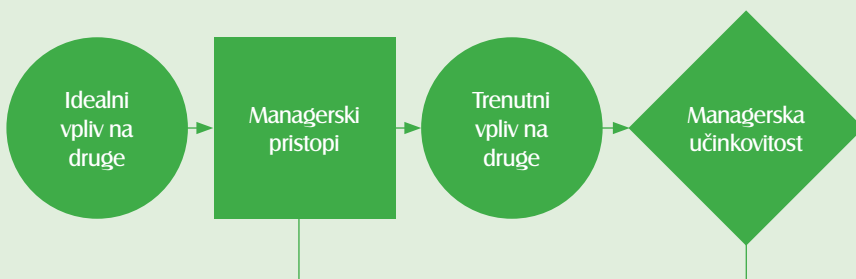 Idealni
vpliv na
druge
Managerski
pristopi
Trenutni
vpliv na
druge
Managerska
učinkovitost